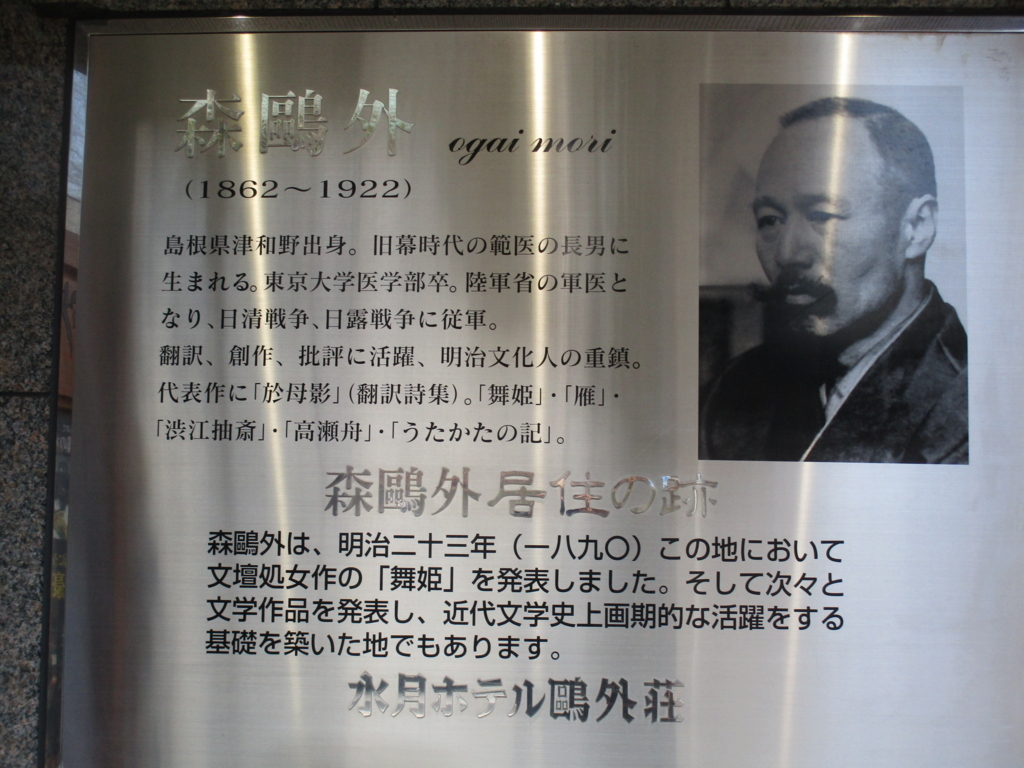 森鷗外 ogai mori
(1862〜1922)
島根県津和野出身。旧幕時代の範医の長男に
生まれる。東京大学医学部卒。陸軍省の軍医と
なり、日清戦争、日露戦争に従軍。
翻訳、創作、批評に活躍、明治文化人の重鎮。
代表作に「於母影」(翻訳詩集)。「舞姫」・「雁」・
「渋江抽斎」・「高瀬舟」・「うたかたの記」。
森鷗外居住の跡
森鷗外は、明治二十三年（一八九〇）この地において
文壇処女作の「舞姫」を発表しました。そして次々と
文学作品を発表し、近代文学史上画期的な活躍をする
基礎を築いた地でもあります。
水月ホテル鷗外荘